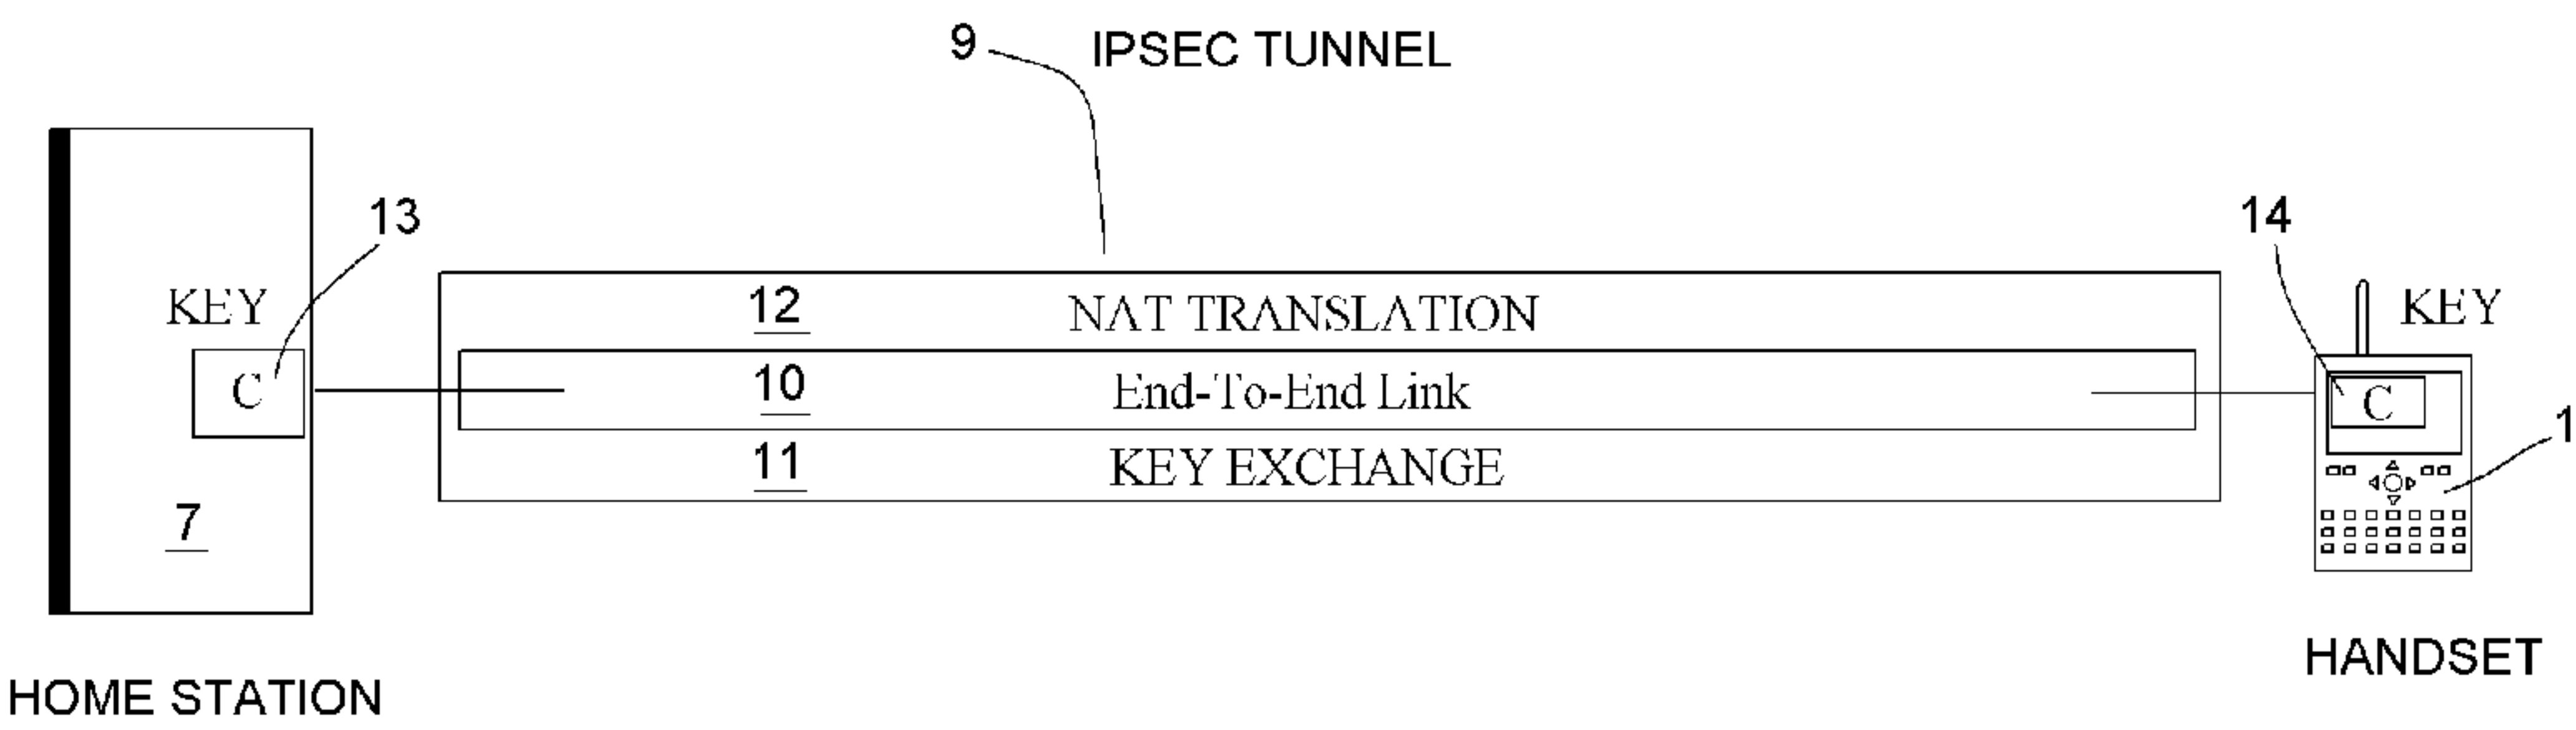 9 IPSEC TUNNEL
13
14
KEY
12 NAT TRANSLATION
KEY
C
10 End-To-End Link
C
1
11 KEY EXCHANGE
7
HANDSET
HOME STATION